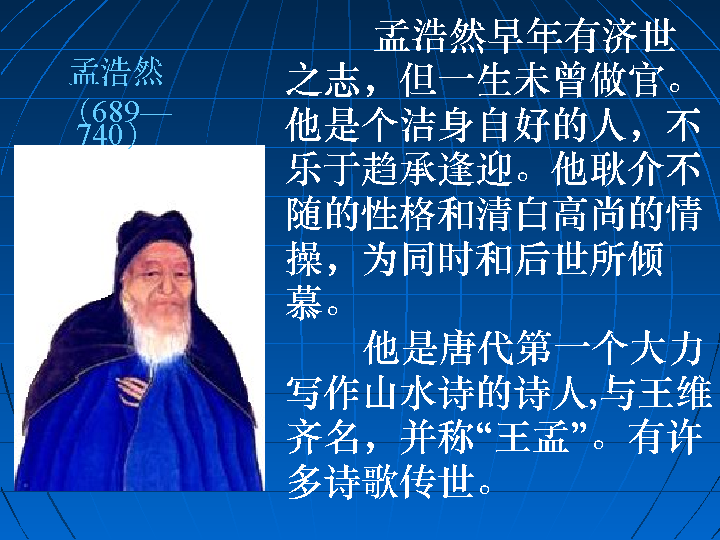 孟浩然
（689—
740）
孟浩然早年有济世
之志，但一生未曾做官。
他是个洁身自好的人，不
乐于趋承逢迎。他耿介不
随的性格和清白高尚的情
操，为同时和后世所倾
慕。
他是唐代第一个大力
写作山水诗的诗人,与王维
齐名，并称“王孟”。有许
多诗歌传世。